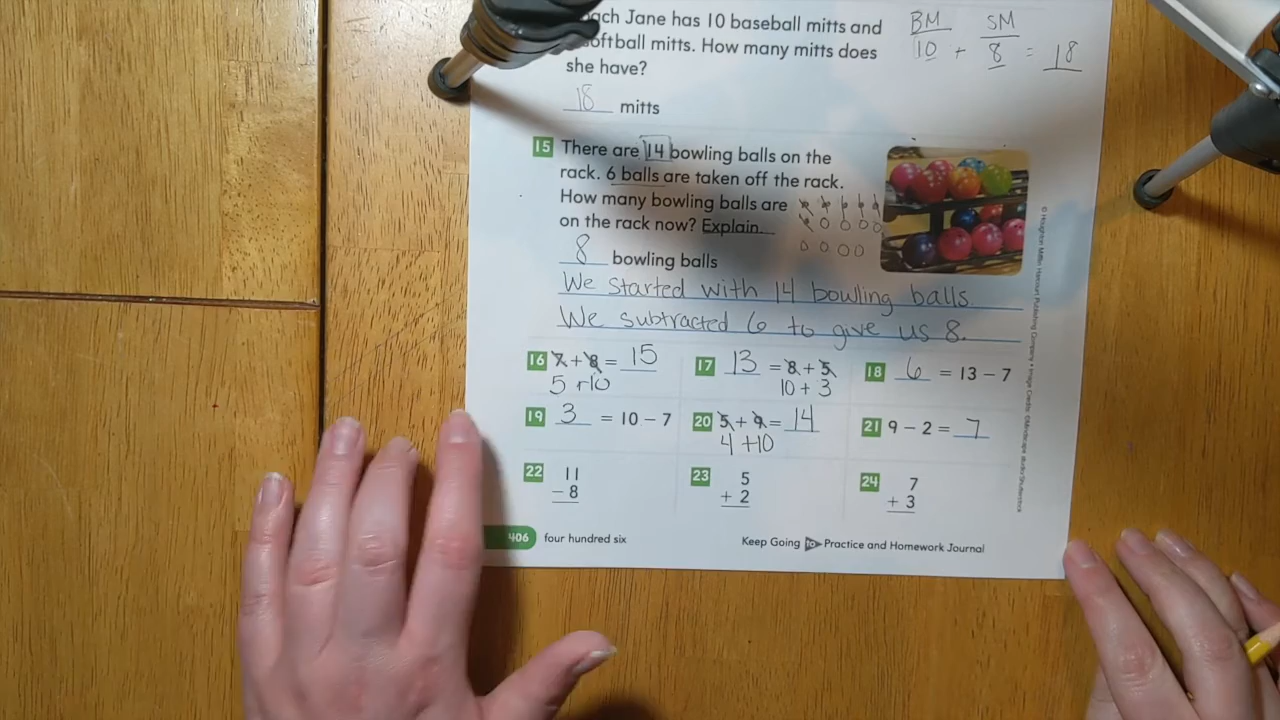 ach Jane has 10 baseball mitts and
softball mitts. How many mitts does
she have?
BM SM
10 + 8 = 18
18 mitts
15 There are 14 bowling balls on the
rack. 6 balls are taken off the rack.
How many bowling balls are
on the rack now? Explain.
8 bowling balls
We started with 14 bowling balls.
We subtracted 6 to give us 8.
16 7 + 8 = 15
5 + 10
17 13 = 8 + 5
10 + 3
18 6 = 13 - 7
19 3 = 10 - 7
20 5 + 9 = 14
4 + 10
21 9 - 2 = 7
22 11
- 8
23 5
+ 2
24 7
+ 3
406 four hundred six
Keep Going Practice and Homework Journal
© Houghton Mifflin Harcourt Publishing Company